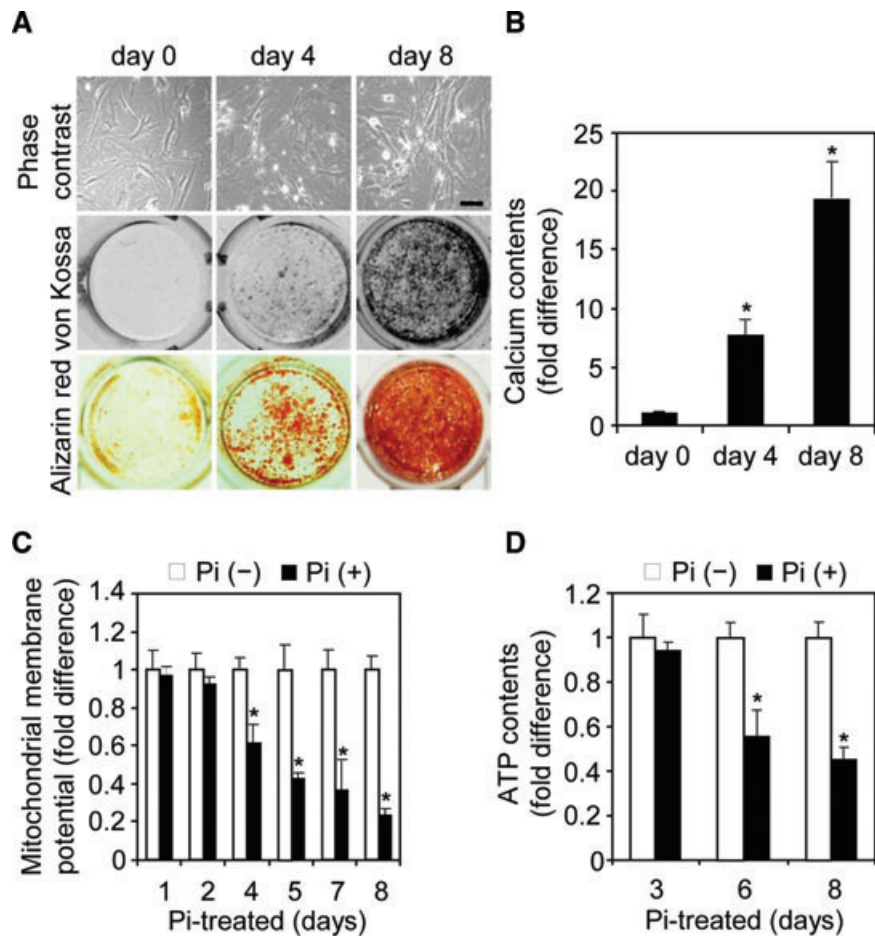 A
day 0 day 4 day 8
Phase
contrast
von Kossa
Alizarin red
B
Calcium contents
(fold difference)
25
20
15
10
5
0
*
*
day 0 day 4 day 8
C
Pi (−) Pi (+)
Mitochondrial membrane
potential (fold difference)
1.4
1.2
1
0.8
0.6
0.4
0.2
0
*
*
*
*
1 2 4 5 7 8
Pi-treated (days)
D
Pi (−) Pi (+)
ATP contents
(fold difference)
1.2
1
0.8
0.6
0.4
0.2
0
*
*
3 6 8
Pi-treated (days)